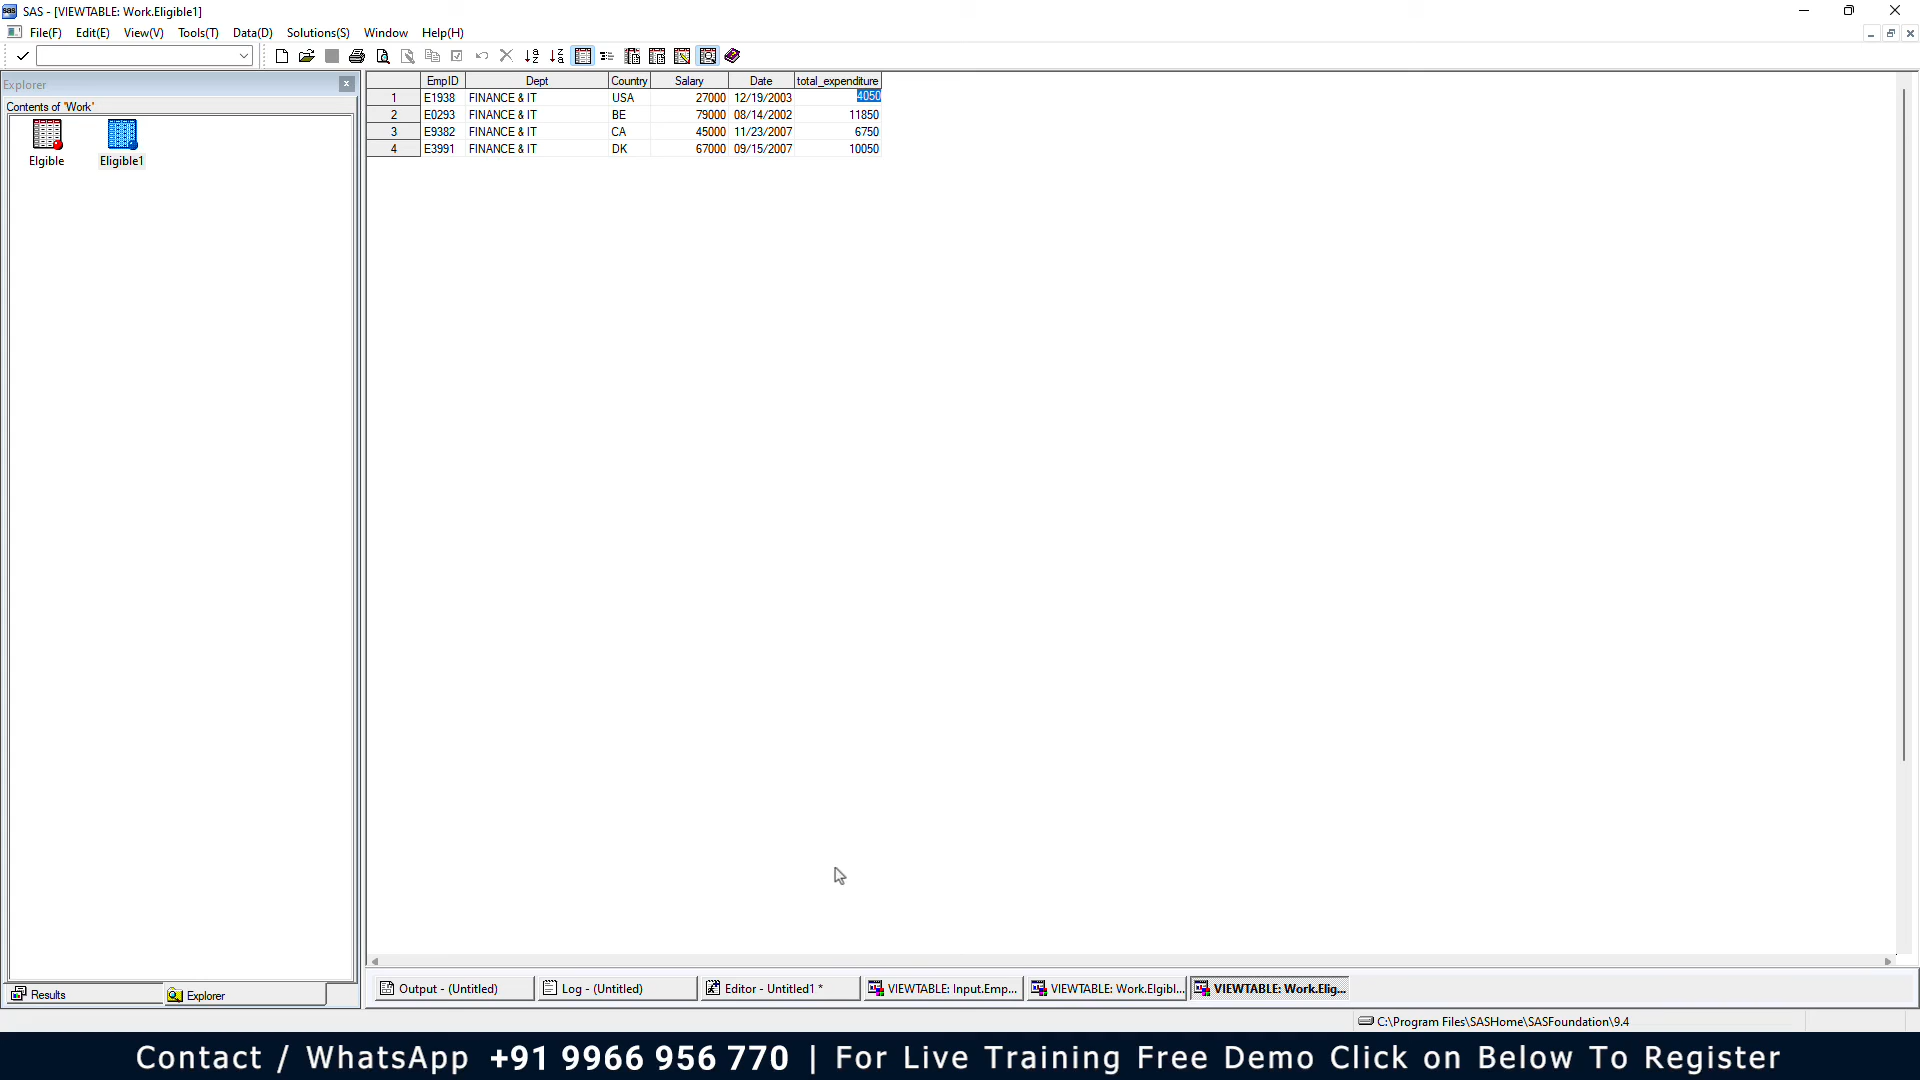 SAS - [VIEWTABLE: Work.Eligible1]
File(F) Edit(E) View(V) Tools(T) Data(D) Solutions(S) Window Help(H)
Explorer
Contents of 'Work'
Elgible Eligible1
EmpID Dept Country Salary Date total_expenditure
1 E1938 FINANCE & IT USA 27000 12/19/2003 4050
2 E0293 FINANCE & IT BE 79000 08/14/2002 11850
3 E9382 FINANCE & IT CA 45000 11/23/2007 6750
4 E3991 FINANCE & IT DK 67000 09/15/2007 10050
Results Explorer
Output - (Untitled) Log - (Untitled) Editor - Untitled1 * VIEWTABLE: Input.Emp... VIEWTABLE: Work.Elgibl... VIEWTABLE: Work.Elig...
C:\Program Files\SASHome\SASFoundation\9.4
Contact / WhatsApp +91 9966 956 770 | For Live Training Free Demo Click on Below To Register